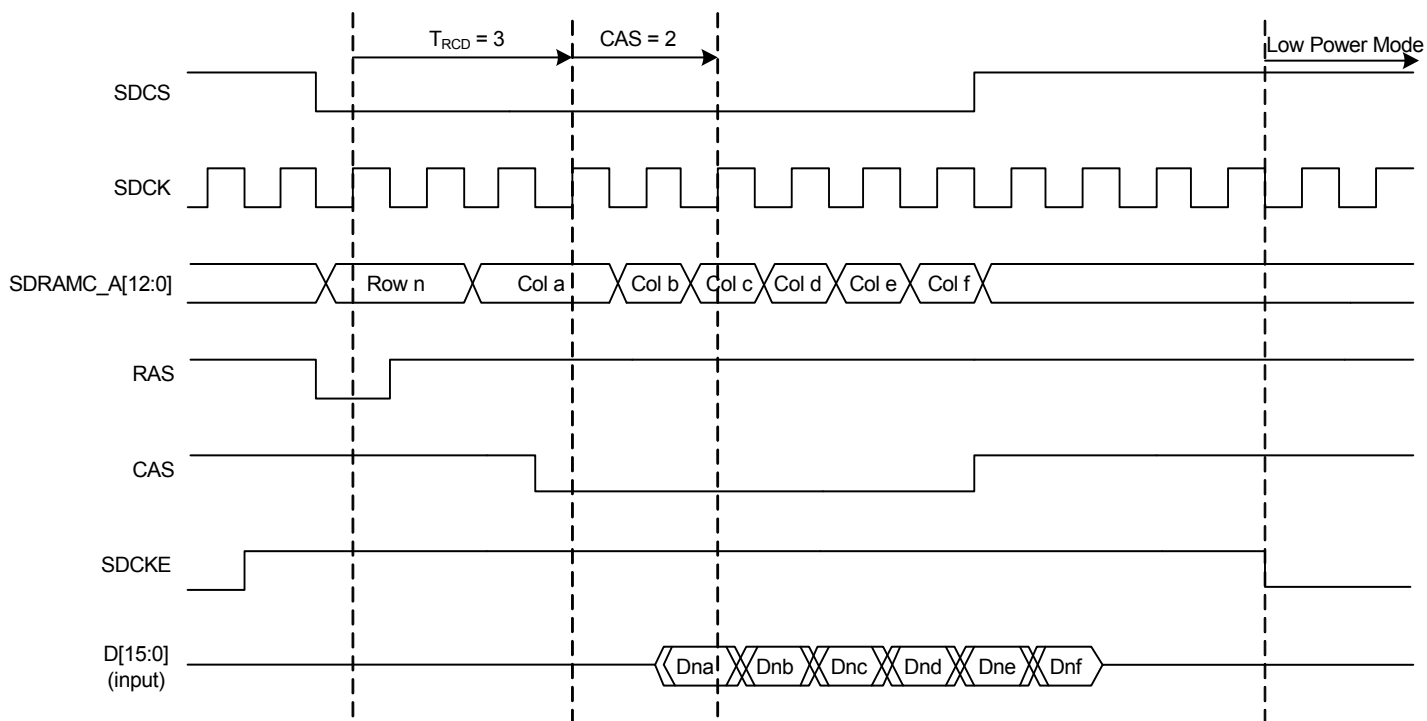 T_RCD = 3
CAS = 2
Low Power Mode
SDCS
SDCK
SDRAMC_A[12:0]
Row n
Col a
Col b
Col c
Col d
Col e
Col f
RAS
CAS
SDCKE
D[15:0]
(input)
Dna
Dnb
Dnc
Dnd
Dne
Dnf